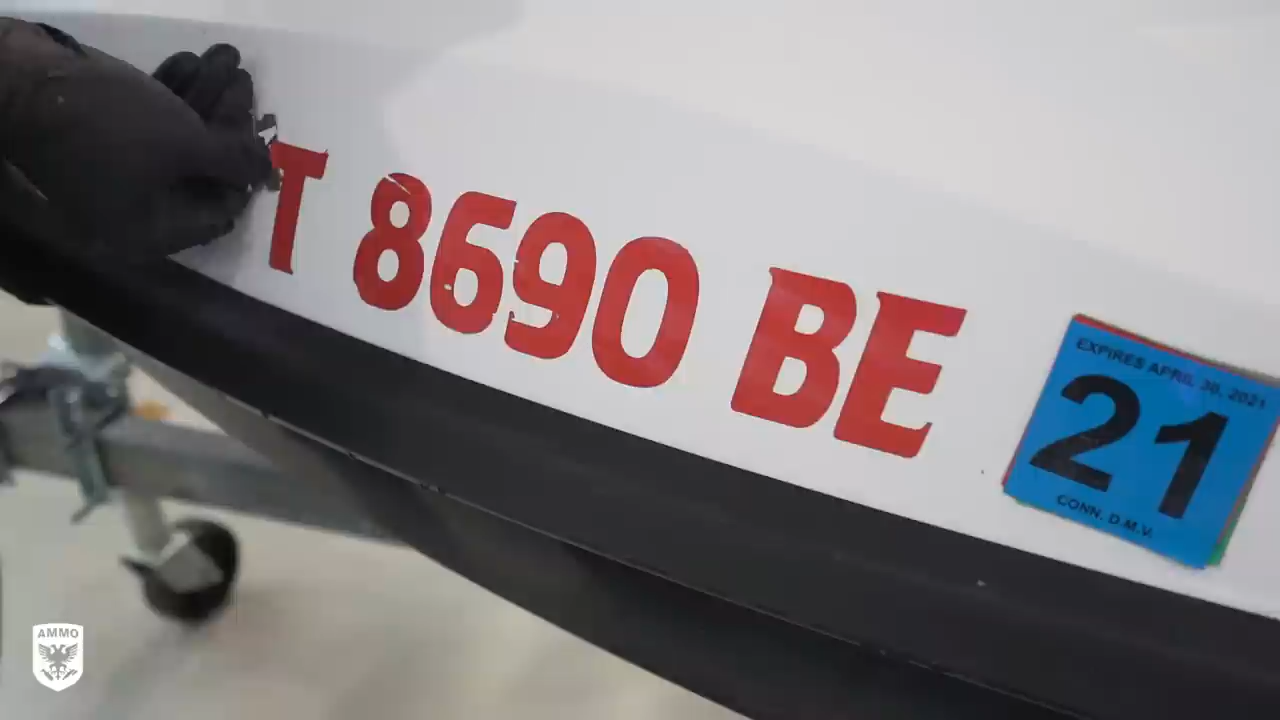 T 8690 BE
EXPIRES APRIL 30, 2021
21
CONN. D.M.V.
AMMO